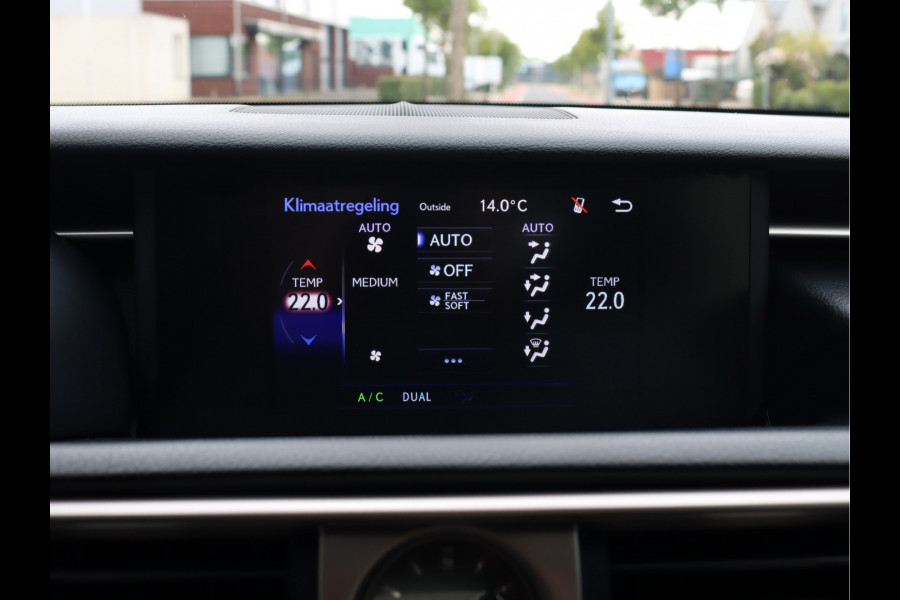 Klimaatregeling Outside 14.0°C
AUTO
AUTO
AUTO
OFF
TEMP
22.0
MEDIUM
TEMP
22.0
FAST
SOFT
A/C DUAL